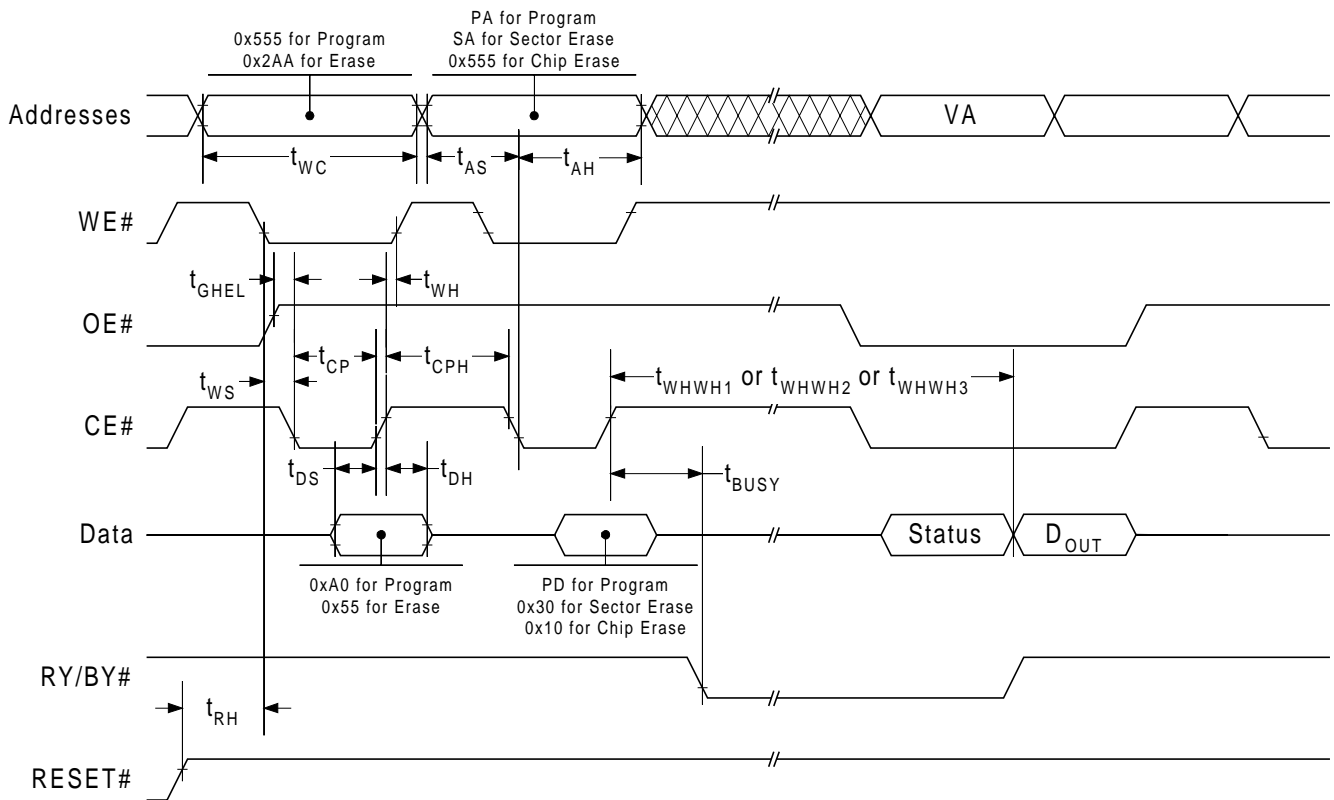 0x555 for Program
0x2AA for Erase
PA for Program
SA for Sector Erase
0x555 for Chip Erase
Addresses
VA
tWC
tAS
tAH
WE#
tGHEL
tWH
OE#
tCP
tCPH
tWS
tWHWH1 or tWHWH2 or tWHWH3
CE#
tDS
tDH
tBUSY
Data
Status
DOUT
0xA0 for Program
0x55 for Erase
PD for Program
0x30 for Sector Erase
0x10 for Chip Erase
RY/BY#
tRH
RESET#